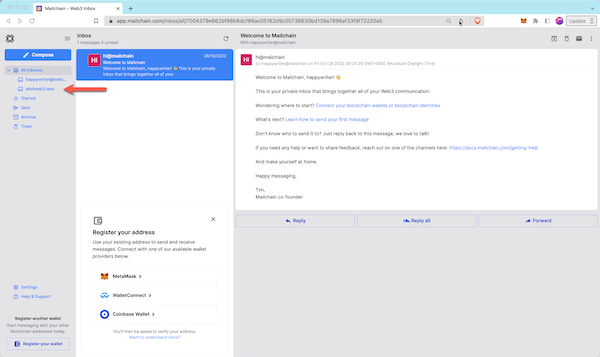 Mailchain – Web3 Inbox
app.mailchain.com/inbox/all/
Update
Compose
All inboxes
happywriter@mailc...
Starred
Sent
Archive
Trash
Settings
Help & Support
Register another wallet
Start messaging with your other blockchain addresses today.
Register your wallet
Inbox
1 messages 0 unread
HI
hi@mailchain
28/10/2022
Welcome to Mailchain
Welcome to Mailchain, happywriter! 👋 This is your private inbox that brings together all of your
Register your address
Use your existing address to send and receive messages. Connect with one of our available wallet providers below.
MetaMask >
WalletConnect >
Coinbase Wallet >
You'll then be asked to verify your address.
Want to understand more?
Welcome to Mailchain
With happywriter@mailchain
HI
hi@mailchain
to happywriter@mailchain on Fri Oct 28 2022 08:25:36 GMT-0600 (Mountain Daylight Time)
Welcome to Mailchain, happywriter! 👋
This is your private inbox that brings together all of your Web3 communication.
Wondering where to start? Connect your blockchain wallets or blockchain identities
What's next? Learn how to send your first message
Don't know who to send it to? Just reply back to this message, we love to talk!
If you need any help or want to share feedback, reach out on one of the channels here: https://docs.mailchain.com/getting-help
And make yourself at home.
Happy messaging,
Tim,
Mailchain co-founder
Reply
Reply all
Forward